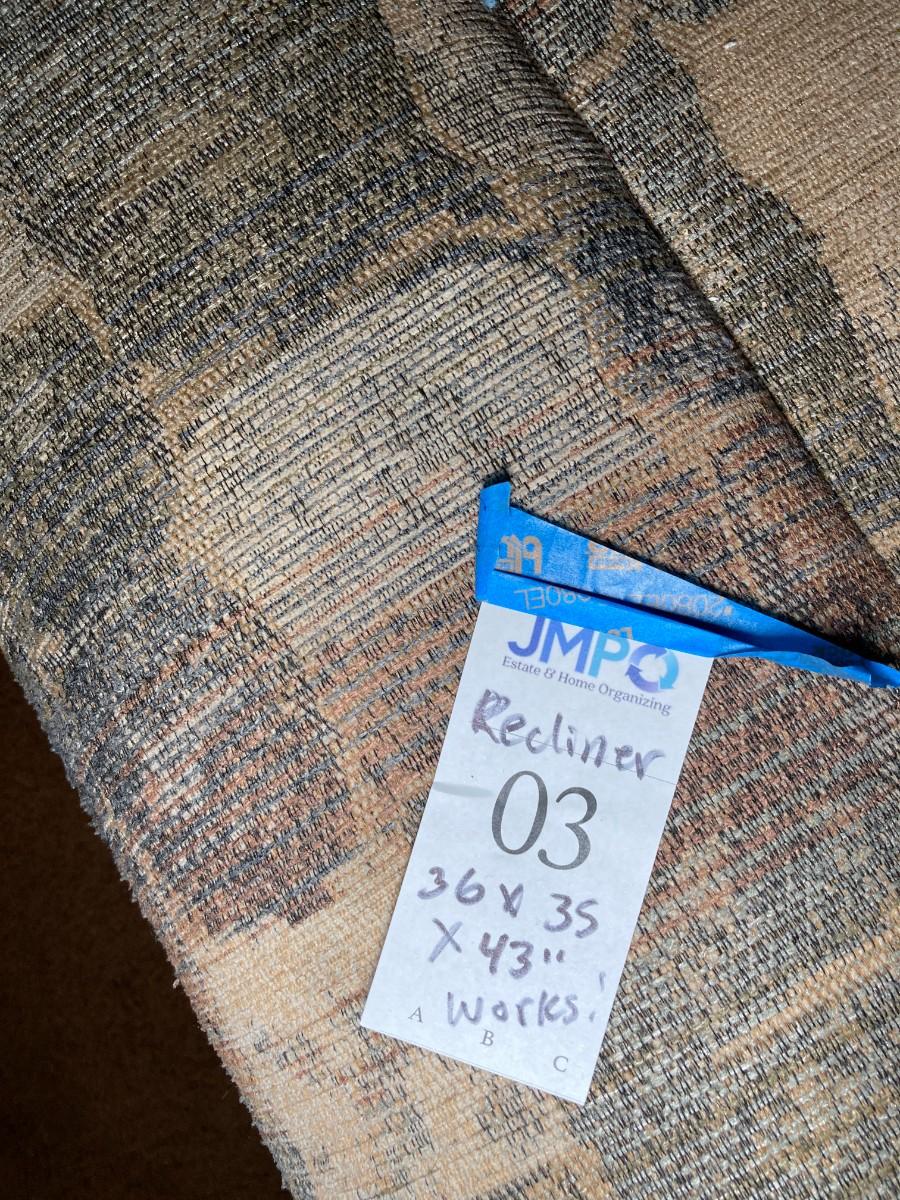 JMPO
Estate & Home Organizing
Recliner
03
36 x 35
x 43"
works!
A
B
C